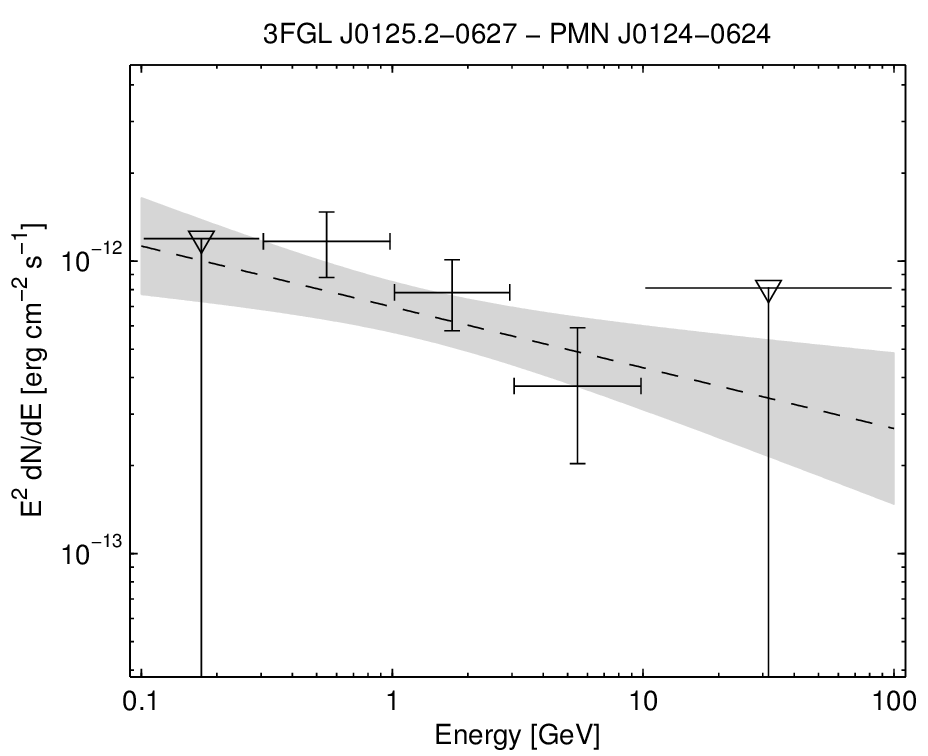 3FGL J0125.2−0627 − PMN J0124−0624
E² dN/dE [erg cm⁻² s⁻¹]
10⁻¹²
10⁻¹³
0.1 1 10 100
Energy [GeV]